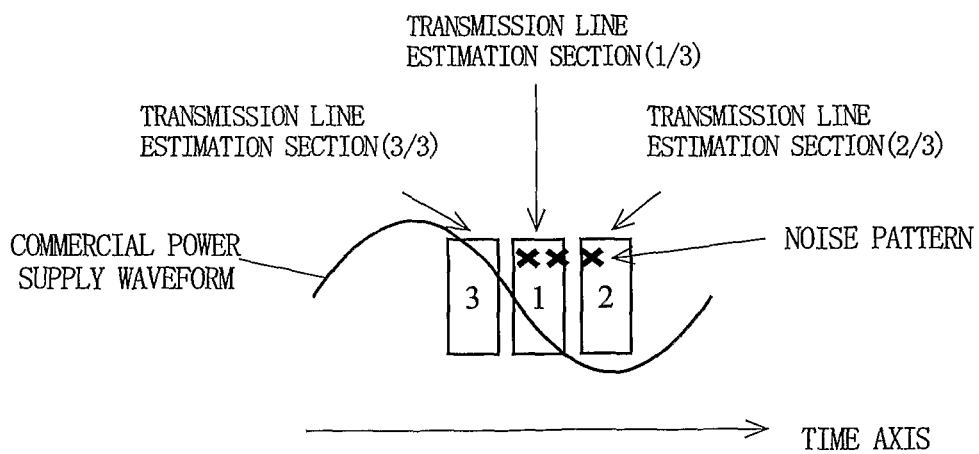 TRANSMISSION LINE
ESTIMATION SECTION(1/3)
TRANSMISSION LINE
ESTIMATION SECTION(3/3)
TRANSMISSION LINE
ESTIMATION SECTION(2/3)
COMMERCIAL POWER
SUPPLY WAVEFORM
NOISE PATTERN
3 1 2
TIME AXIS